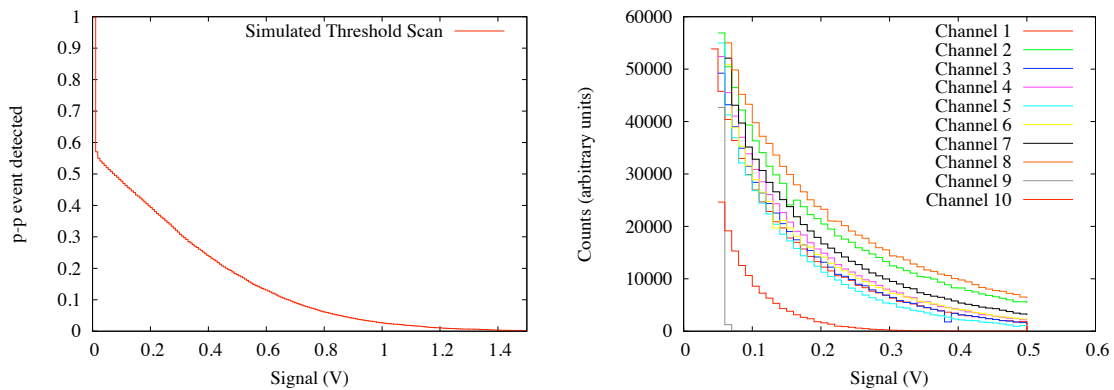 p-p event detected
1
0.9
0.8
0.7
0.6
0.5
0.4
0.3
0.2
0.1
0
0 0.2 0.4 0.6 0.8 1 1.2 1.4
Signal (V)
Simulated Threshold Scan
Counts (arbitrary units)
60000
50000
40000
30000
20000
10000
0
0 0.1 0.2 0.3 0.4 0.5 0.6
Signal (V)
Channel 1
Channel 2
Channel 3
Channel 4
Channel 5
Channel 6
Channel 7
Channel 8
Channel 9
Channel 10